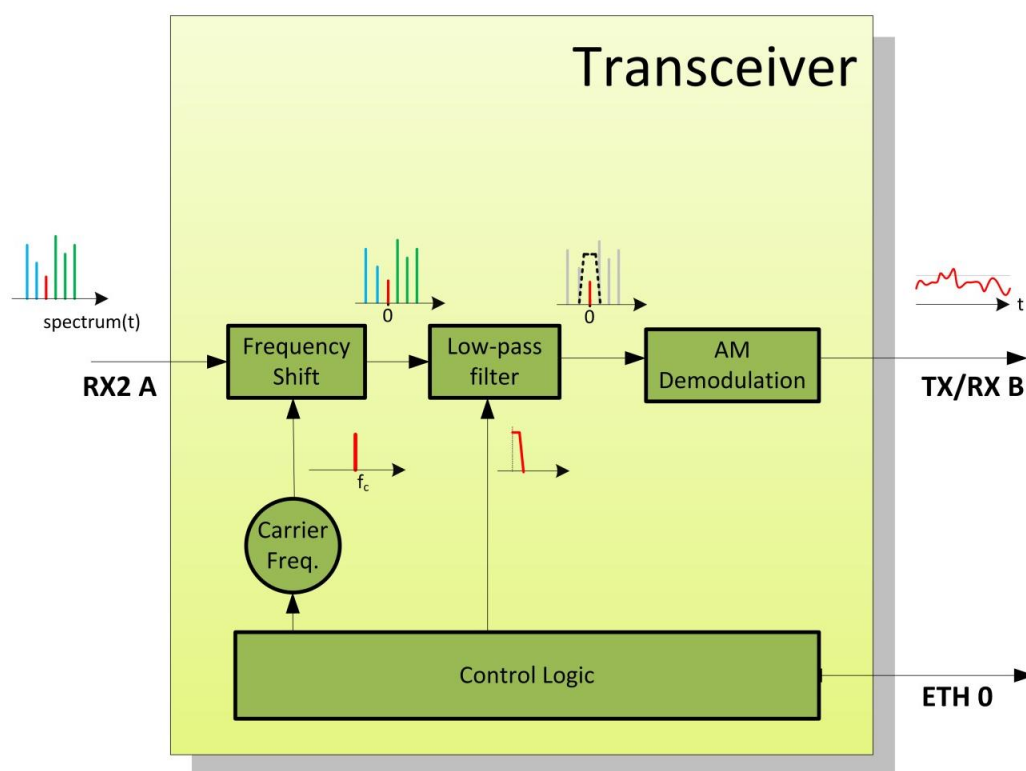 Transceiver
spectrum(t)
0
0
t
RX2 A
Frequency
Shift
Low-pass
filter
AM
Demodulation
TX/RX B
fc
Carrier
Freq.
Control Logic
ETH 0